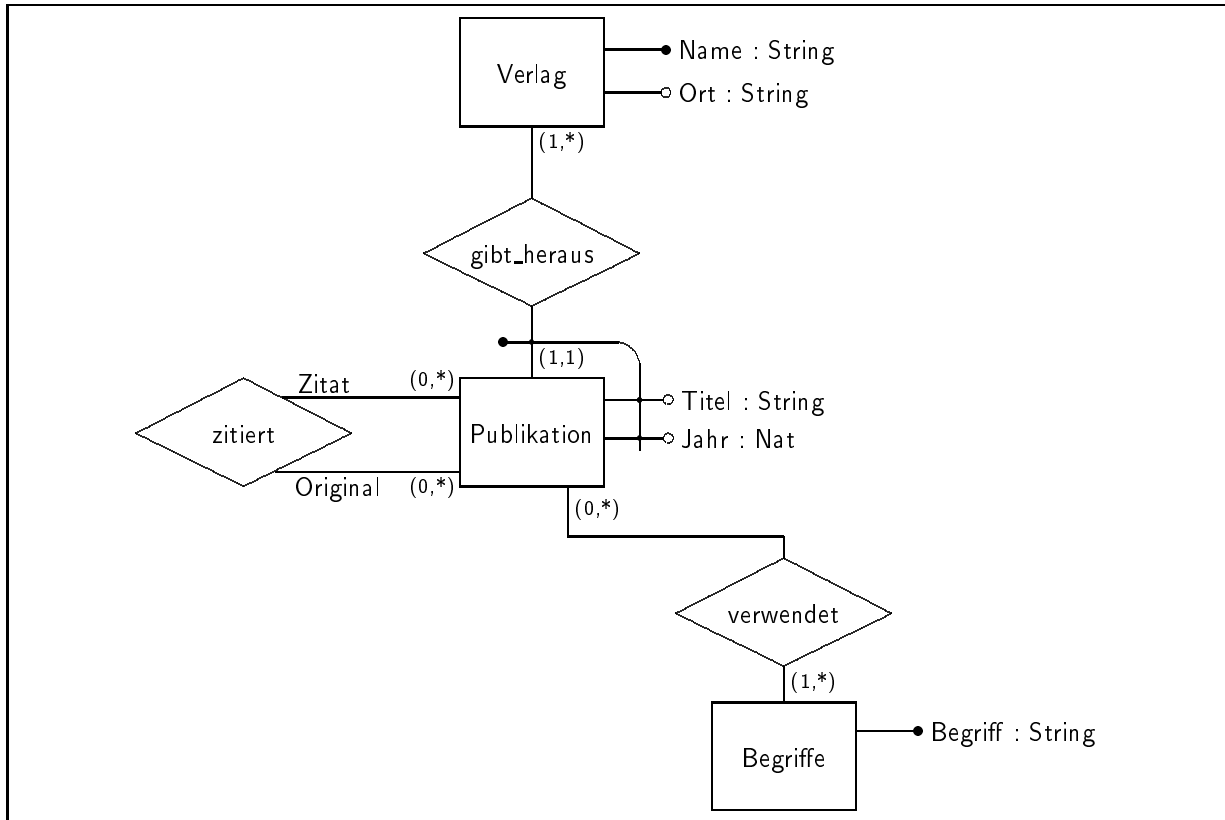 Name : String
Verlag
Ort : String
(1,*)
gibt_heraus
(1,1)
Zitat (0,*)
Titel : String
zitiert
Publikation
Jahr : Nat
Original (0,*)
(0,*)
verwendet
(1,*)
Begriff : String
Begriffe